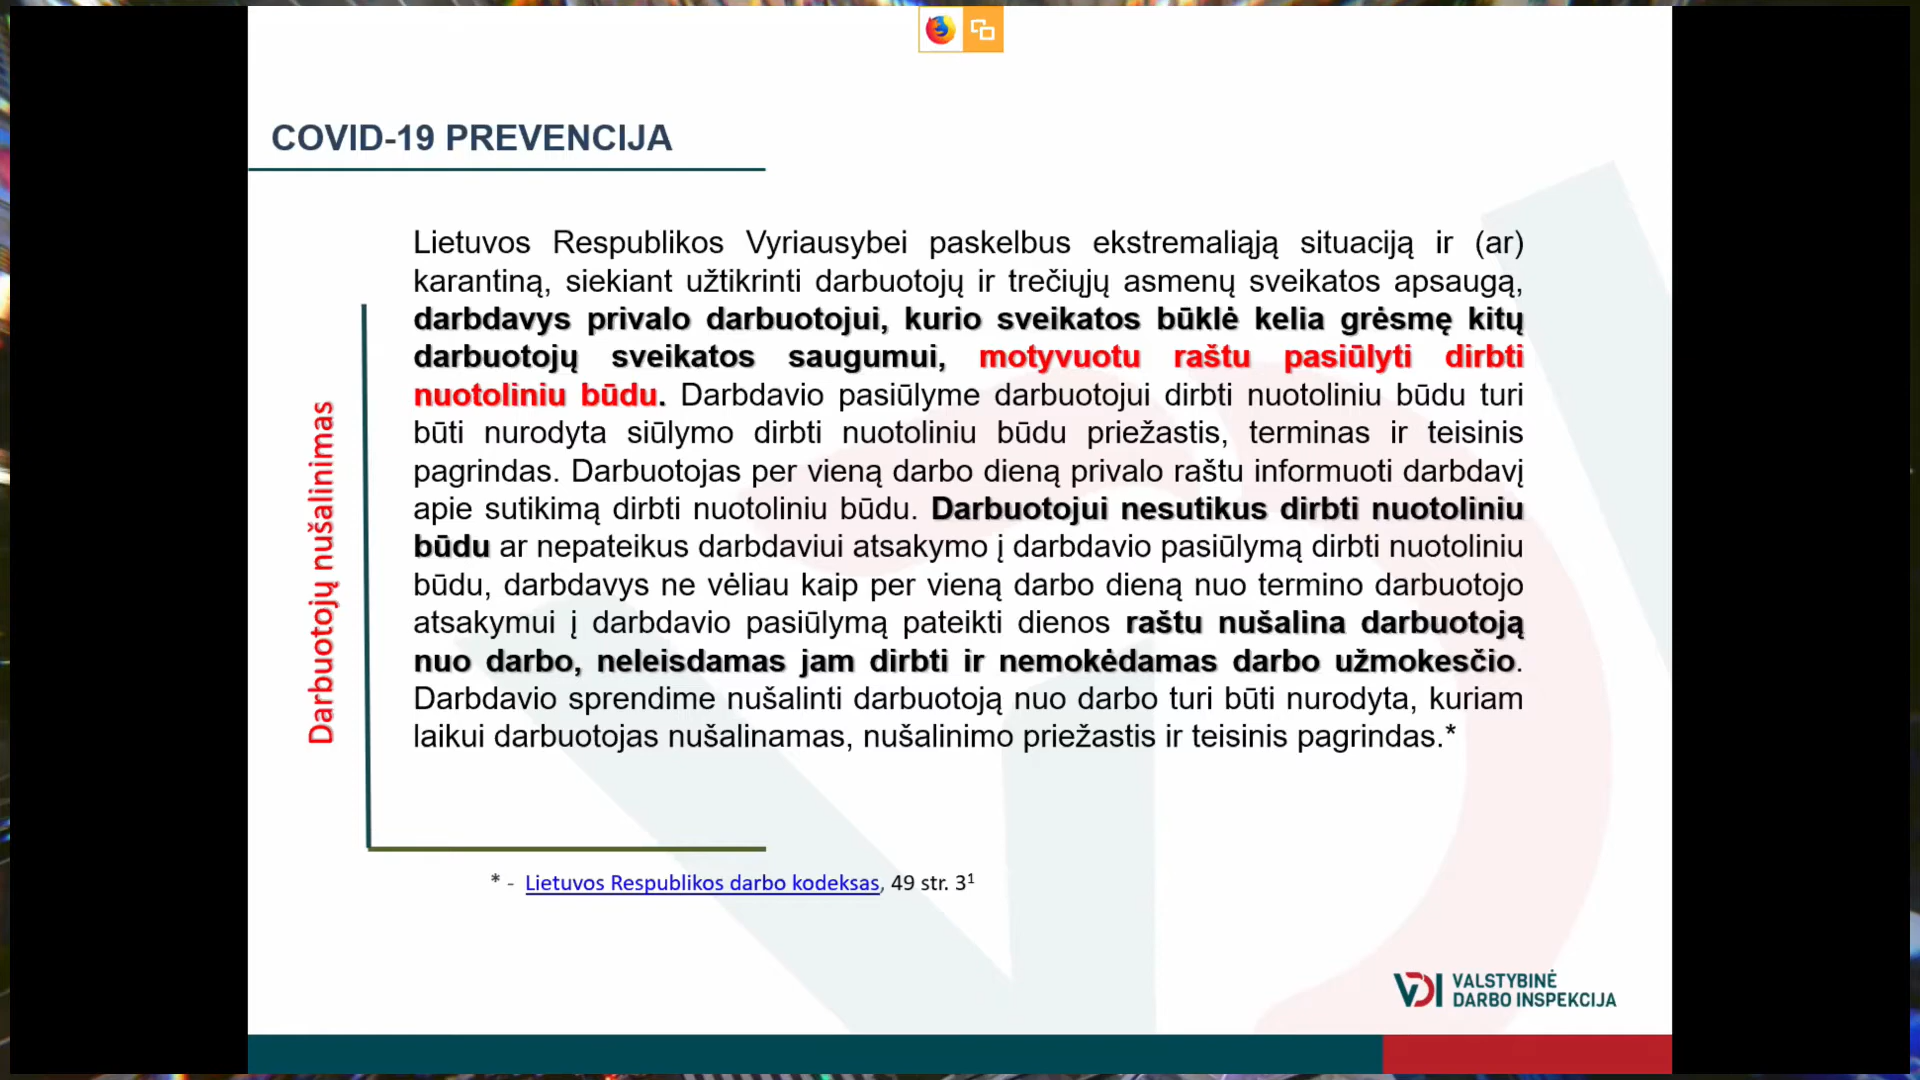 COVID-19 PREVENCIJA
Darbuotojų nušalinimas
Lietuvos Respublikos Vyriausybei paskelbus ekstremaliąją situaciją ir (ar)
karantiną, siekiant užtikrinti darbuotojų ir trečiųjų asmenų sveikatos apsaugą,
darbdavys privalo darbuotojui, kurio sveikatos būklė kelia grėsmę kitų
darbuotojų sveikatos saugumui, motyvuotu raštu pasiūlyti dirbti
nuotoliniu būdu. Darbdavio pasiūlyme darbuotojui dirbti nuotoliniu būdu turi
būti nurodyta siūlymo dirbti nuotoliniu būdu priežastis, terminas ir teisinis
pagrindas. Darbuotojas per vieną darbo dieną privalo raštu informuoti darbdavį
apie sutikimą dirbti nuotoliniu būdu. Darbuotojui nesutikus dirbti nuotoliniu
būdu ar nepateikus darbdaviui atsakymo į darbdavio pasiūlymą dirbti nuotoliniu
būdu, darbdavys ne vėliau kaip per vieną darbo dieną nuo termino darbuotojo
atsakymui į darbdavio pasiūlymą pateikti dienos raštu nušalina darbuotoją
nuo darbo, neleisdamas jam dirbti ir nemokėdamas darbo užmokesčio.
Darbdavio sprendime nušalinti darbuotoją nuo darbo turi būti nurodyta, kuriam
laikui darbuotojas nušalinamas, nušalinimo priežastis ir teisinis pagrindas.*
* - Lietuvos Respublikos darbo kodeksas, 49 str. 3¹
VDI VALSTYBINĖ
DARBO INSPEKCIJA